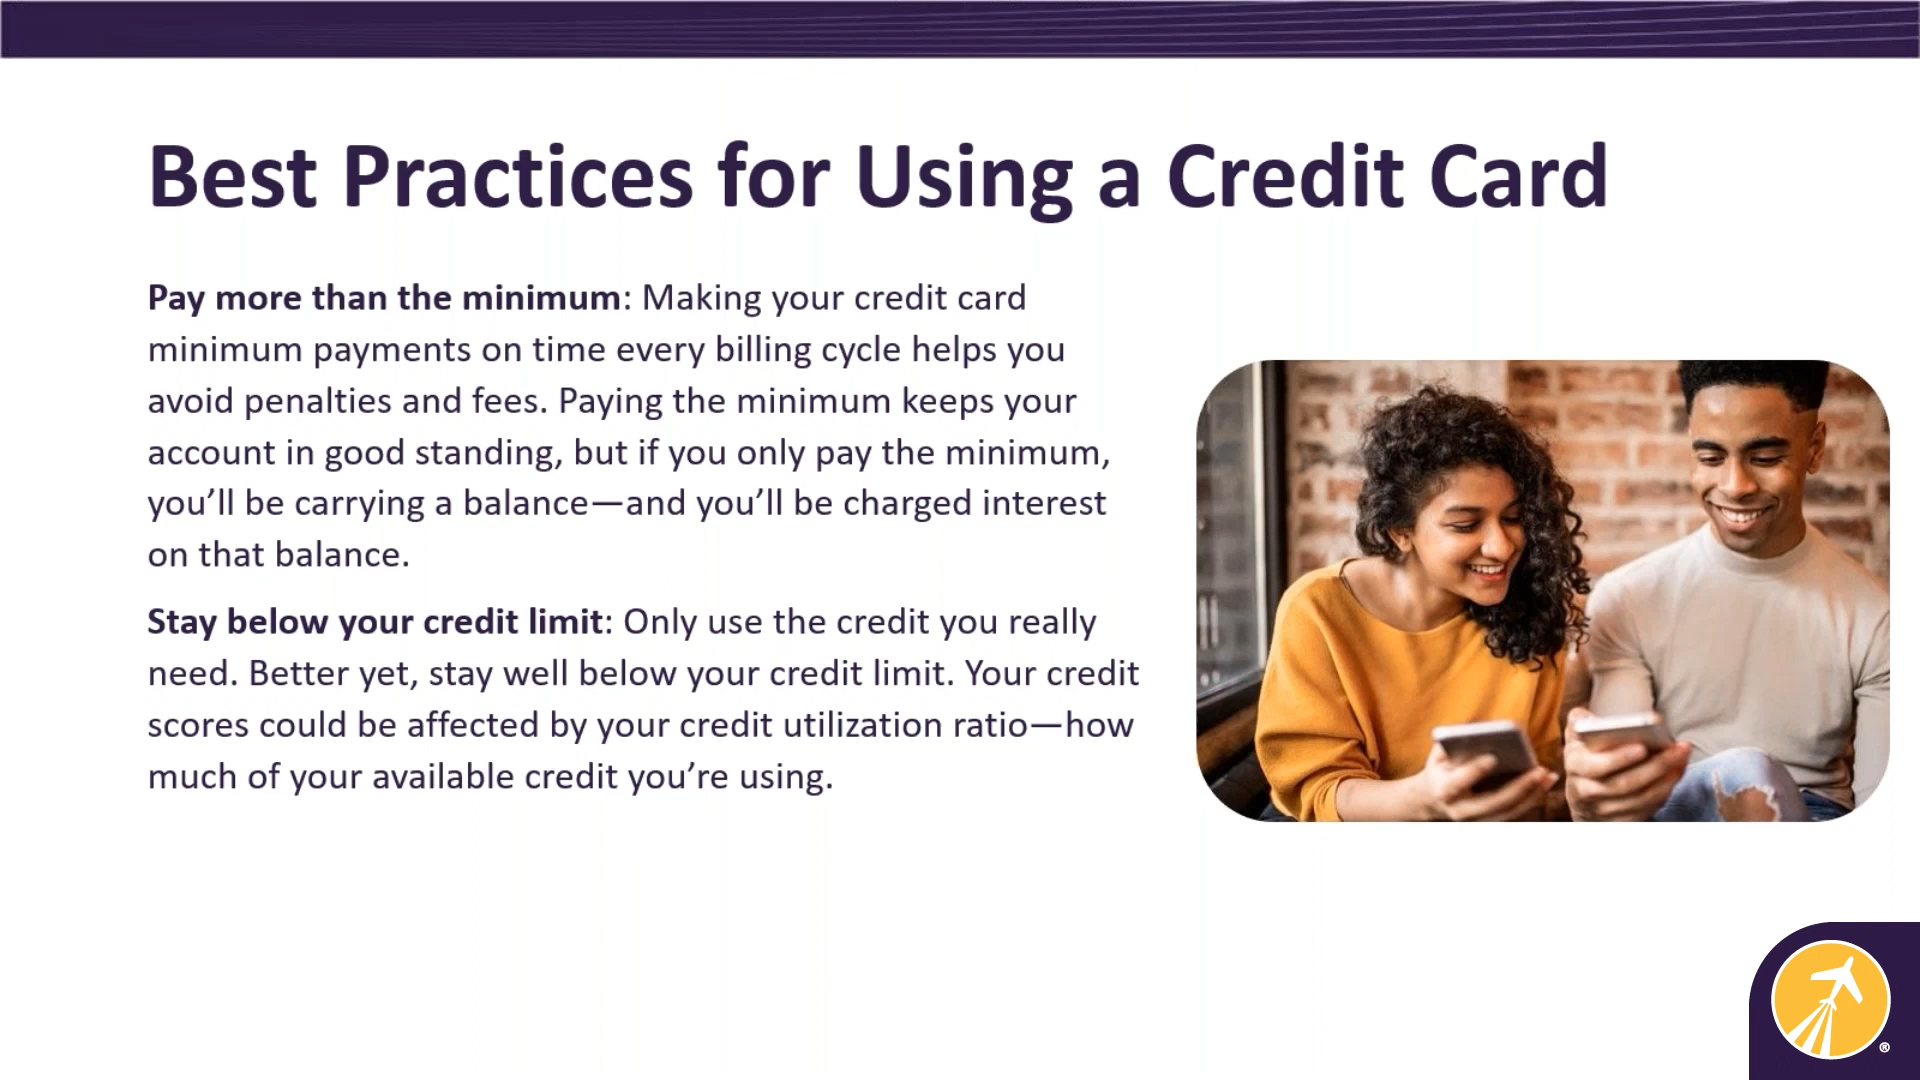 Best Practices for Using a Credit Card
Pay more than the minimum: Making your credit card
minimum payments on time every billing cycle helps you
avoid penalties and fees. Paying the minimum keeps your
account in good standing, but if you only pay the minimum,
you’ll be carrying a balance—and you’ll be charged interest
on that balance.
Stay below your credit limit: Only use the credit you really
need. Better yet, stay well below your credit limit. Your credit
scores could be affected by your credit utilization ratio—how
much of your available credit you’re using.
®